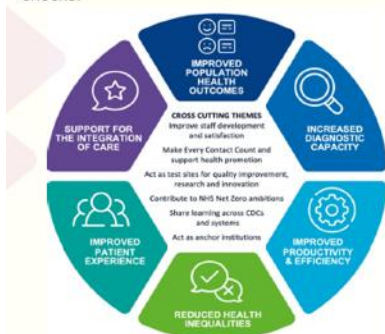 IMPROVED
POPULATION
HEALTH
OUTCOMES
SUPPORT FOR
THE INTEGRATION
OF CARE
INCREASED
DIAGNOSTIC
CAPACITY
CROSS CUTTING THEMES
Improve staff development
and satisfaction
Make Every Contact Count and
support health promotion
Act as test sites for quality improvement,
research and innovation
Contribute to NHS Net Zero ambitions
Share learning across CDCs
and systems
Act as anchor institutions
IMPROVED
PATIENT
EXPERIENCE
IMPROVED
PRODUCTIVITY
& EFFICIENCY
REDUCED HEALTH
INEQUALITIES